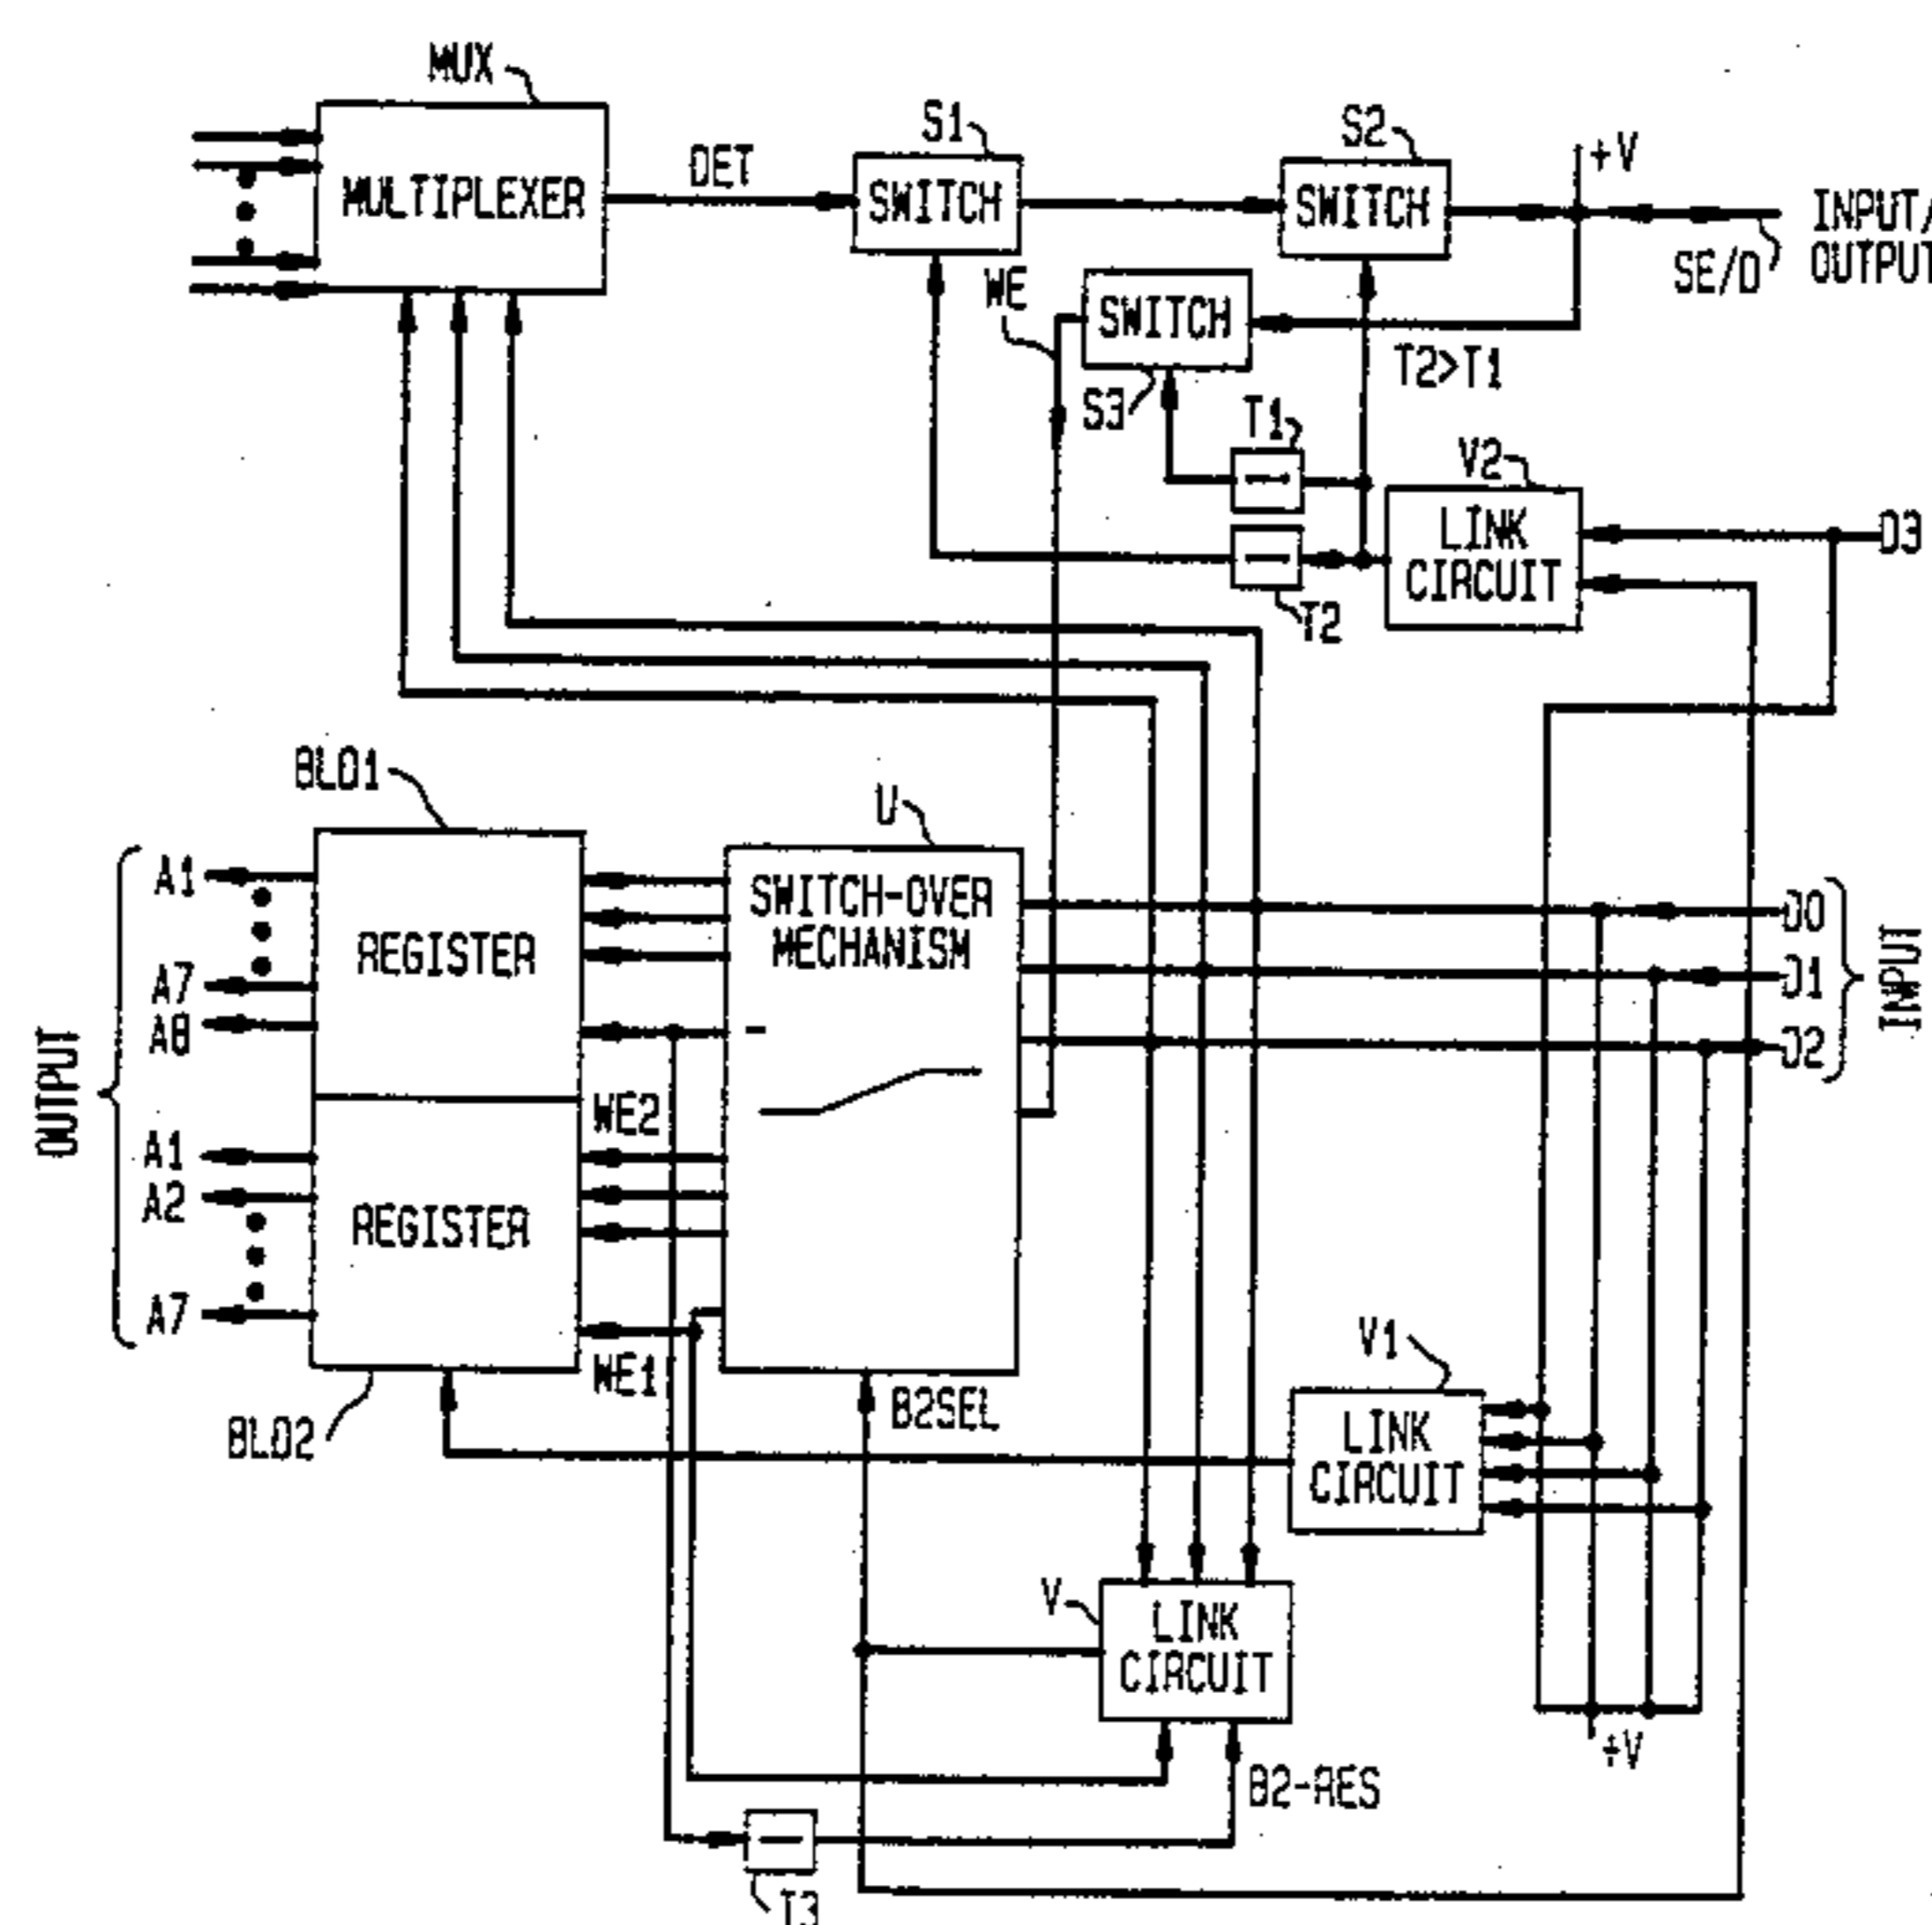 MUX
MULTIPLEXER
DET
S1
SWITCH
S2
SWITCH
+V
INPUT/
OUTPUT
SE/D
WE
SWITCH
S3
T2>T1
T1
V2
LINK
CIRCUIT
D3
T2
BLO1
U
A1
A7
A8
REGISTER
SWITCH-OVER
MECHANISM
D0
D1
D2
INPUT
OUTPUT
WE2
A1
A2
A7
REGISTER
WE1
BLO2
B2SEL
V1
LINK
CIRCUIT
V
LINK
CIRCUIT
+V
B2-RES
T3